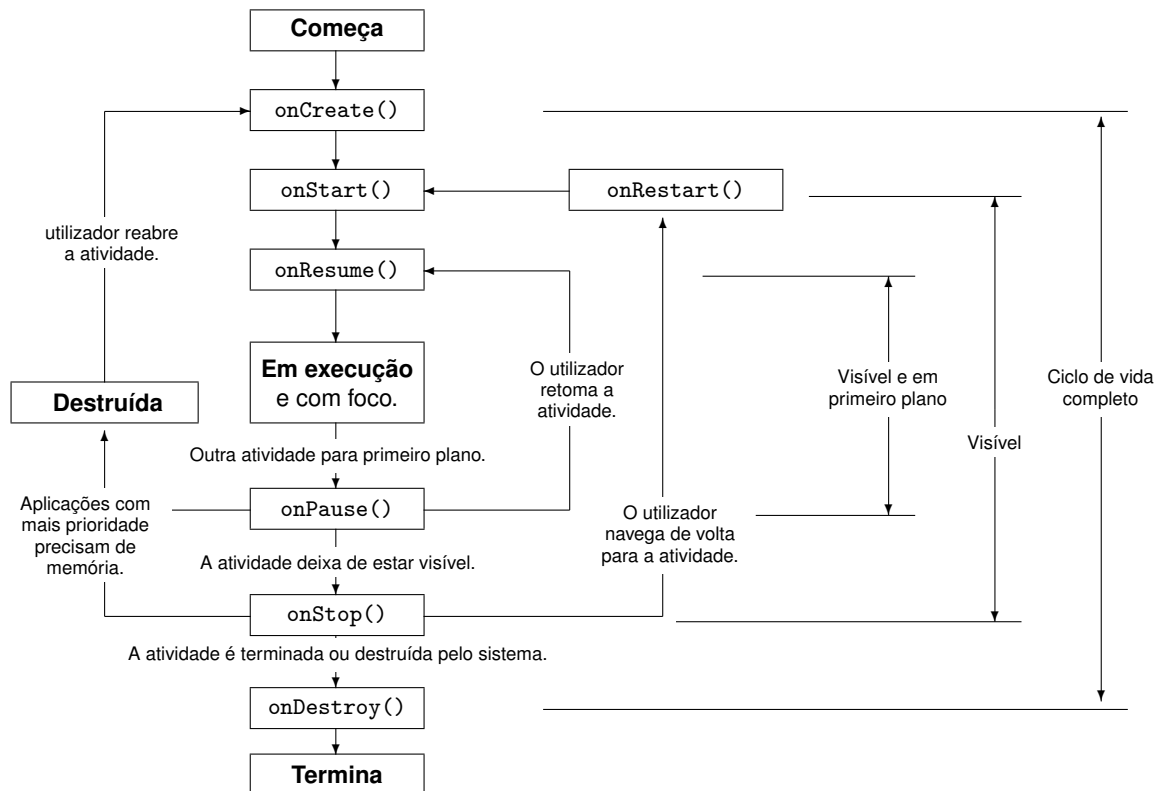 Começa
onCreate()
onStart()
onRestart()
utilizador reabre
a atividade.
onResume()
Em execução
e com foco.
O utilizador
retoma a
atividade.
Visível e em
primeiro plano
Ciclo de vida
completo
Destruída
Visível
Outra atividade para primeiro plano.
Aplicações com
mais prioridade
precisam de
memória.
onPause()
O utilizador
navega de volta
para a atividade.
A atividade deixa de estar visível.
onStop()
A atividade é terminada ou destruída pelo sistema.
onDestroy()
Termina